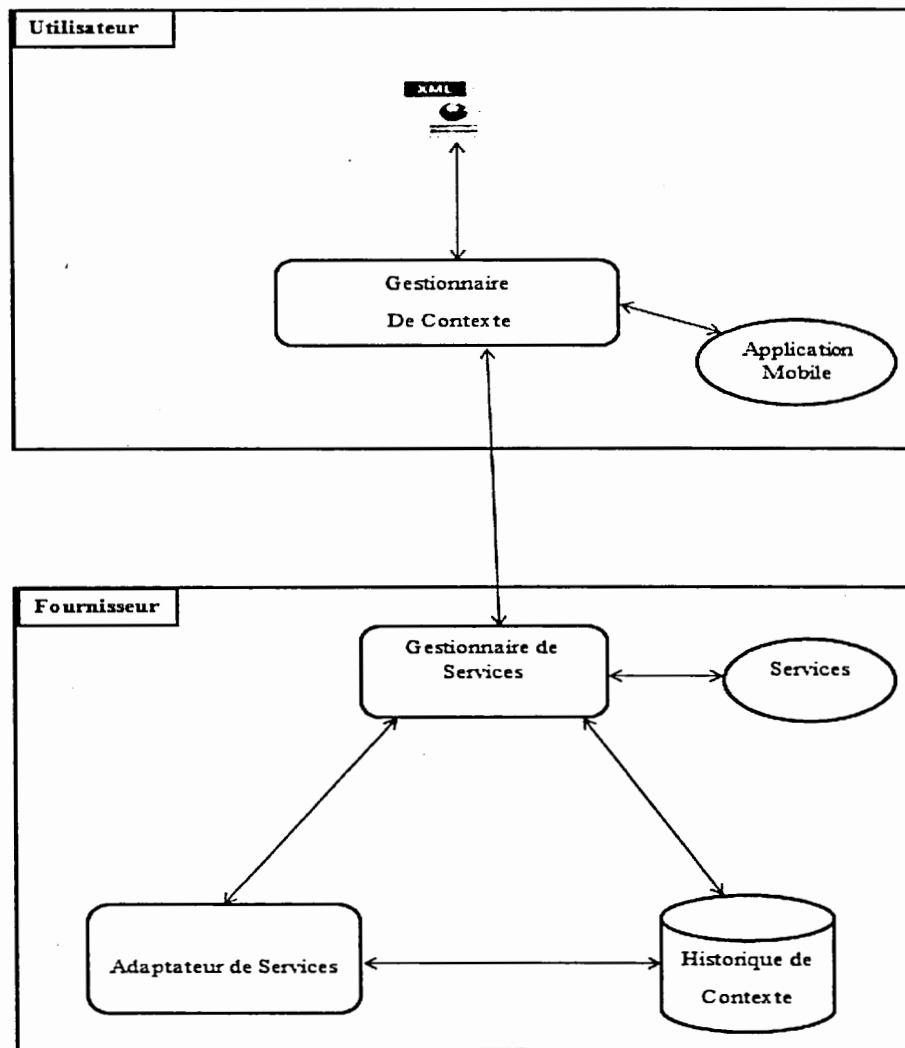 Utilisateur
XML
Gestionnaire
De Contexte
Application
Mobile
Fournisseur
Gestionnaire de
Services
Services
Adaptateur de Services
Historique de
Contexte